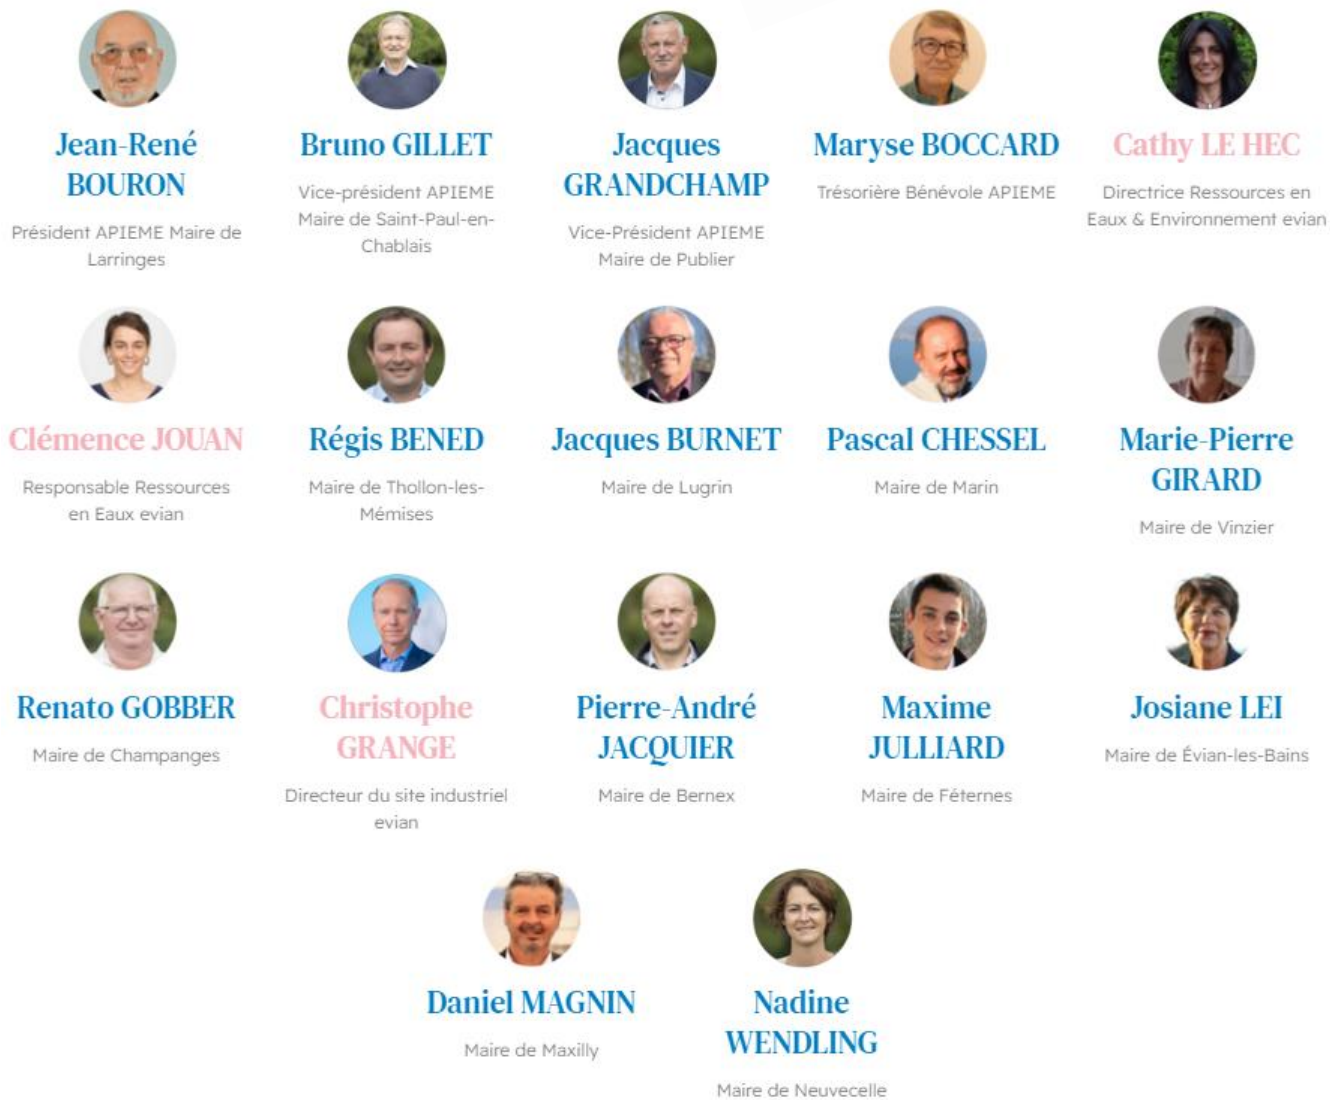 Jean-René
BOURON
Président APIEME Maire de
Larringes
Bruno GILLET
Vice-président APIEME
Maire de Saint-Paul-en-
Chablais
Jacques
GRANDCHAMP
Vice-Président APIEME
Maire de Publier
Maryse BOCCARD
Trésorière Bénévole APIEME
Cathy LE HEC
Directrice Ressources en
Eaux & Environnement evian
Clémence JOUAN
Responsable Ressources
en Eaux evian
Régis BENED
Maire de Thollon-les-
Mémises
Jacques BURNET
Maire de Lugrin
Pascal CHESSEL
Maire de Marin
Marie-Pierre
GIRARD
Maire de Vinzier
Renato GOBBER
Maire de Champanges
Christophe
GRANGE
Directeur du site industriel
evian
Pierre-André
JACQUIER
Maire de Bernex
Maxime
JULLIARD
Maire de Féternes
Josiane LEI
Maire de Évian-les-Bains
Daniel MAGNIN
Maire de Maxilly
Nadine
WENDLING
Maire de Neuvecelle